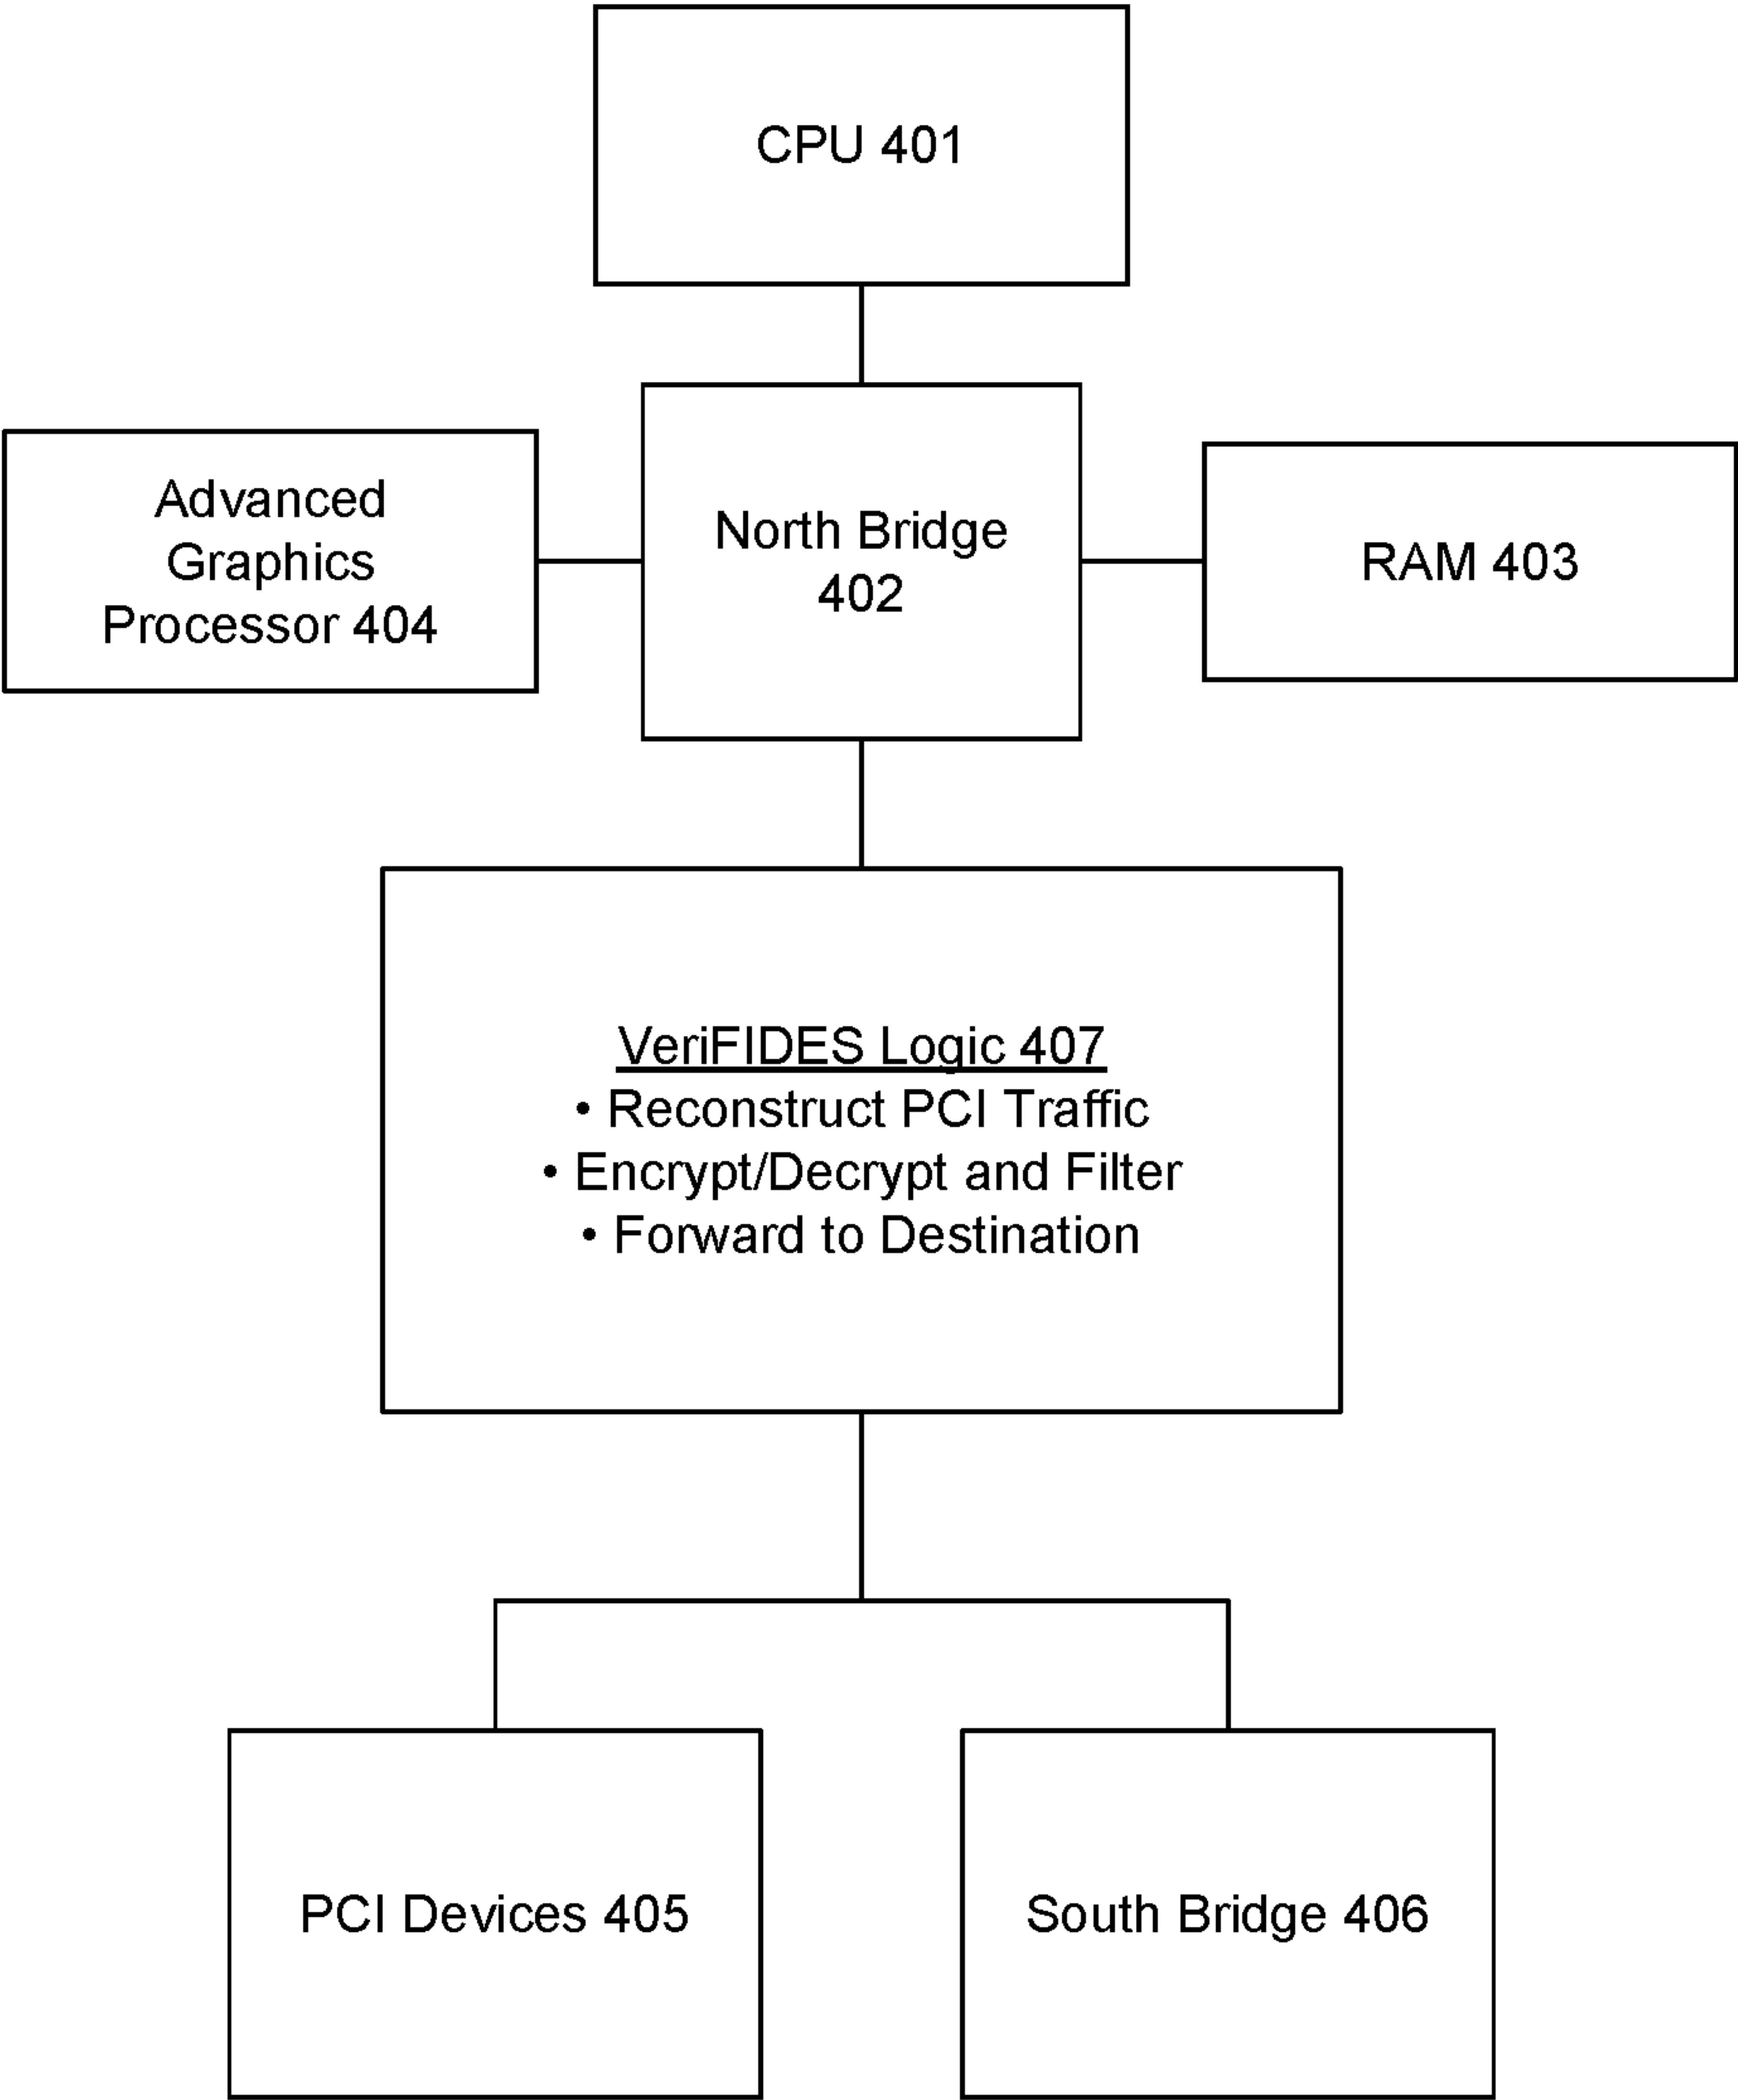 CPU 401
Advanced
Graphics
Processor 404
North Bridge
402
RAM 403
VeriFIDES Logic 407
• Reconstruct PCI Traffic
• Encrypt/Decrypt and Filter
• Forward to Destination
PCI Devices 405
South Bridge 406